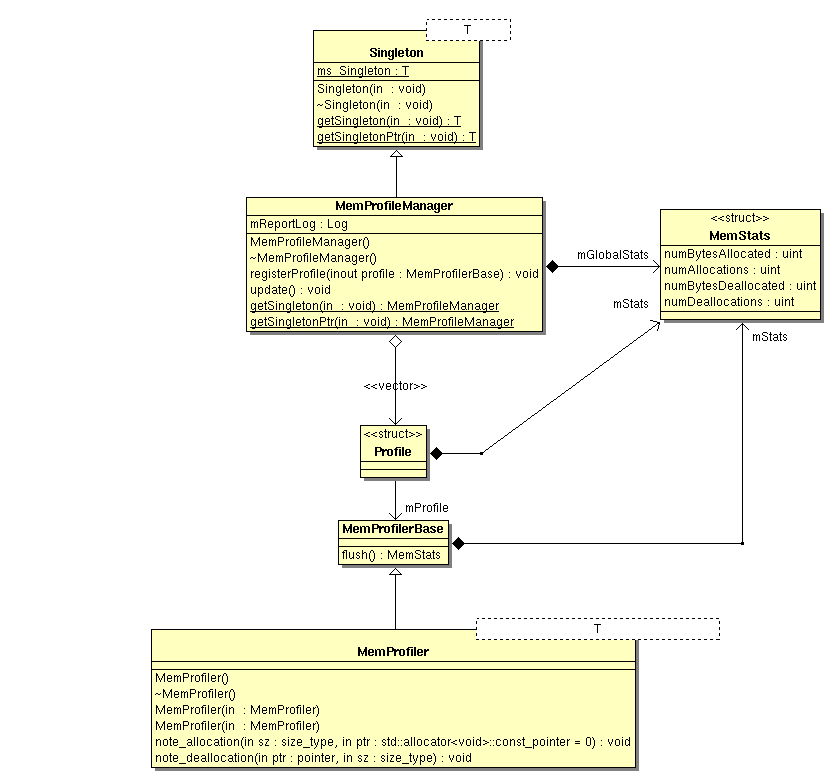 T
Singleton
ms_Singleton : T
Singleton(in : void)
~Singleton(in : void)
getSingleton(in : void) : T
getSingletonPtr(in : void) : T
MemProfileManager
mReportLog : Log
MemProfileManager()
~MemProfileManager()
registerProfile(inout profile : MemProfilerBase) : void
update() : void
getSingleton(in : void) : MemProfileManager
getSingletonPtr(in : void) : MemProfileManager
mGlobalStats
<<struct>>
MemStats
numBytesAllocated : uint
numAllocations : uint
numBytesDeallocated : uint
numDeallocations : uint
mStats
mStats
<<vector>>
<<struct>>
Profile
mProfile
MemProfilerBase
flush() : MemStats
T
MemProfiler
MemProfiler()
~MemProfiler()
MemProfiler(in : MemProfiler)
MemProfiler(in : MemProfiler)
note_allocation(in sz : size_type, in ptr : std::allocator<void>::const_pointer = 0) : void
note_deallocation(in ptr : pointer, in sz : size_type) : void